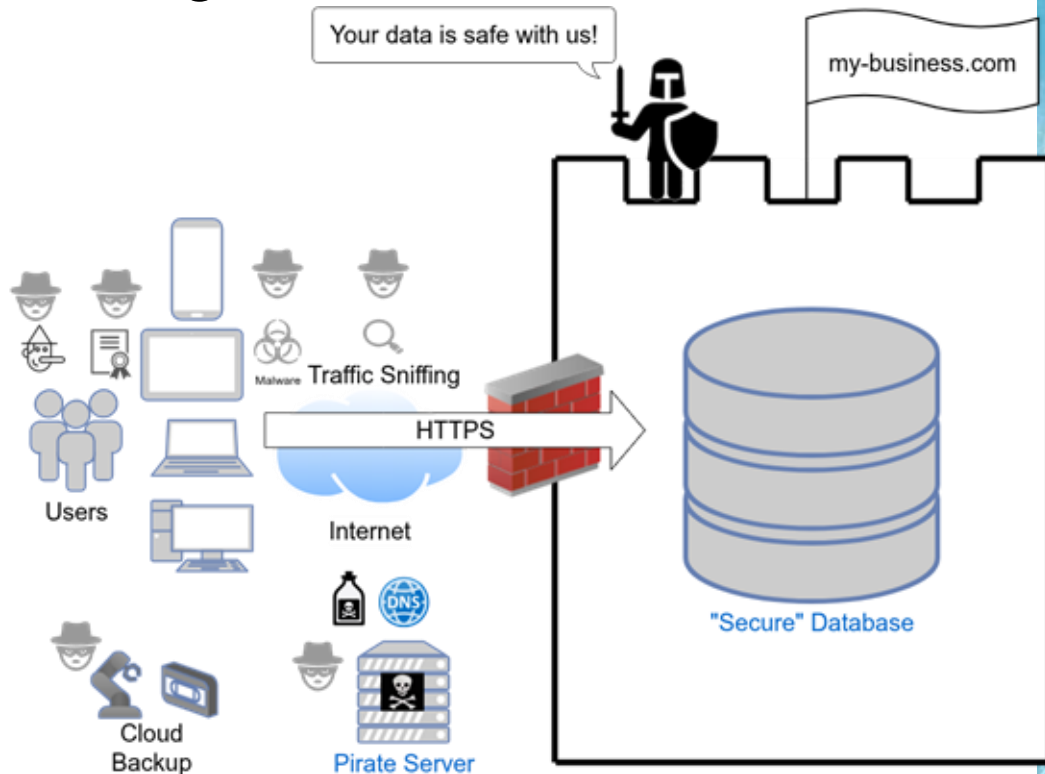 Your data is safe with us!
my-business.com
Malware
Traffic Sniffing
HTTPS
Users
Internet
DNS
"Secure" Database
Cloud
Backup
Pirate Server